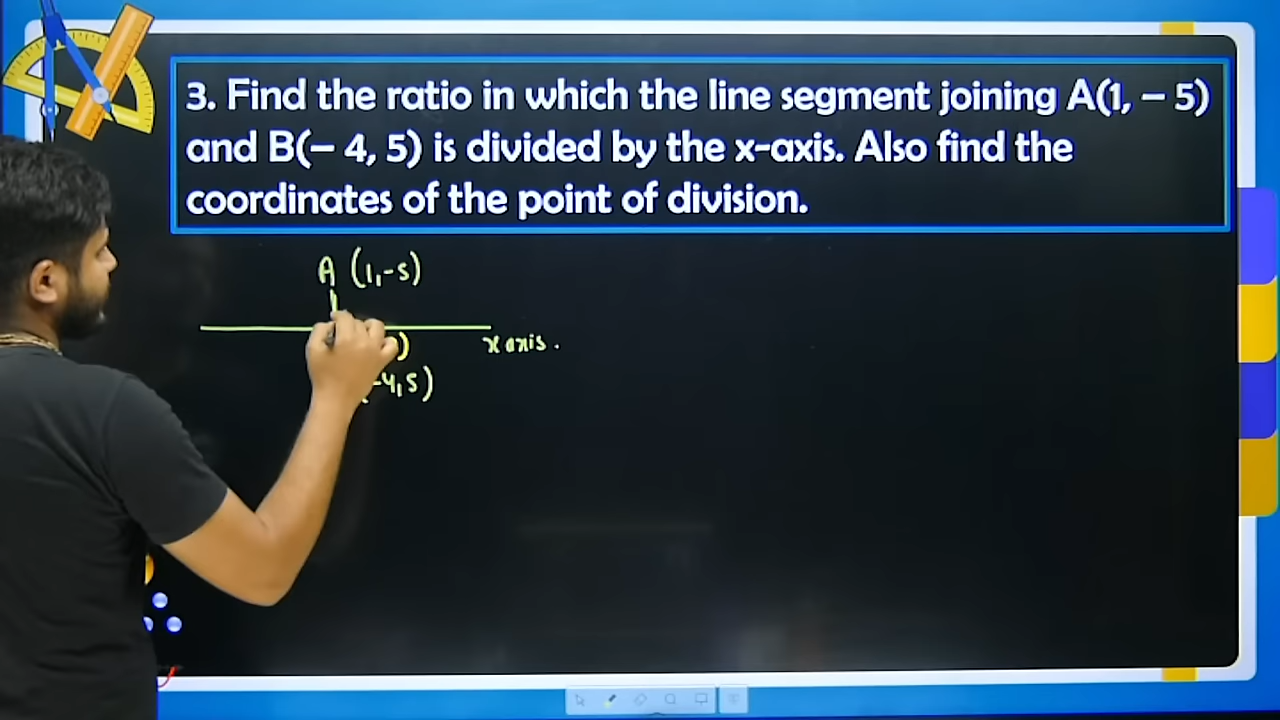 3. Find the ratio in which the line segment joining A(1, – 5)
and B(– 4, 5) is divided by the x-axis. Also find the
coordinates of the point of division.
A (1,-5)
x axis.
-4,5)